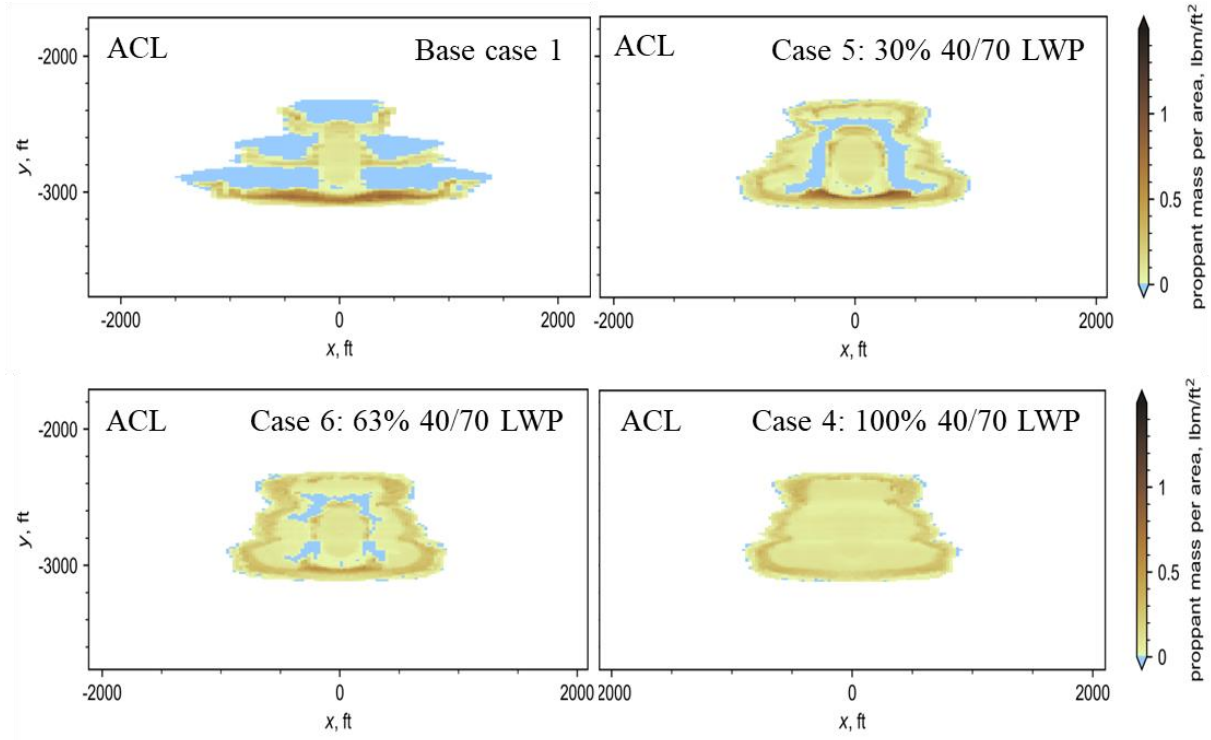 ACL
Base case 1
-2000
-3000
y, ft
-2000
0
2000
x, ft
ACL
Case 5: 30% 40/70 LWP
-2000
0
2000
x, ft
1
0.5
0
proppant mass per area, lbm/ft²
ACL
Case 6: 63% 40/70 LWP
-2000
-3000
y, ft
-2000
0
2000
x, ft
ACL
Case 4: 100% 40/70 LWP
-2000
0
2000
x, ft
1
0.5
0
proppant mass per area, lbm/ft²